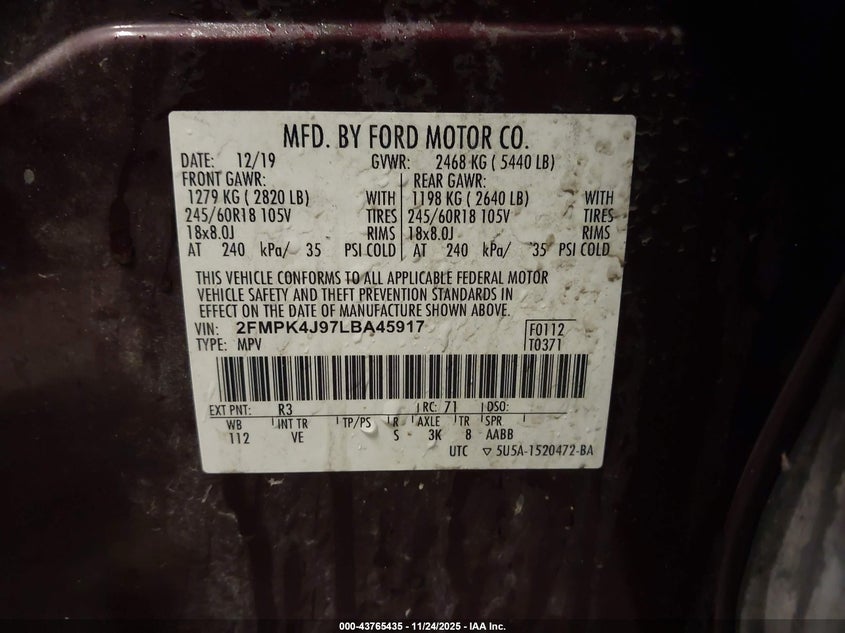 MFD. BY FORD MOTOR CO.
DATE: 12/19 GVWR: 2468 KG ( 5440 LB)
FRONT GAWR: REAR GAWR:
1279 KG ( 2820 LB) WITH 1198 KG ( 2640 LB) WITH
245/60R18 105V TIRES 245/60R18 105V TIRES
18x8.0J RIMS 18x8.0J RIMS
AT 240 kPa/ 35 PSI COLD AT 240 kPa/ 35 PSI COLD
THIS VEHICLE CONFORMS TO ALL APPLICABLE FEDERAL MOTOR
VEHICLE SAFETY AND THEFT PREVENTION STANDARDS IN
EFFECT ON THE DATE OF MANUFACTURE SHOWN ABOVE.
VIN: 2FMPK4J97LBA45917 F0112
TYPE: MPV T0371
EXT PNT: R3 RC: 71 DSO:
WB INT TR TP/PS R AXLE TR SPR
112 VE S 3K 8 AABB
UTC ▽ 5U5A-1520472-BA
000-43765435 - 11/24/2025 - IAA Inc.